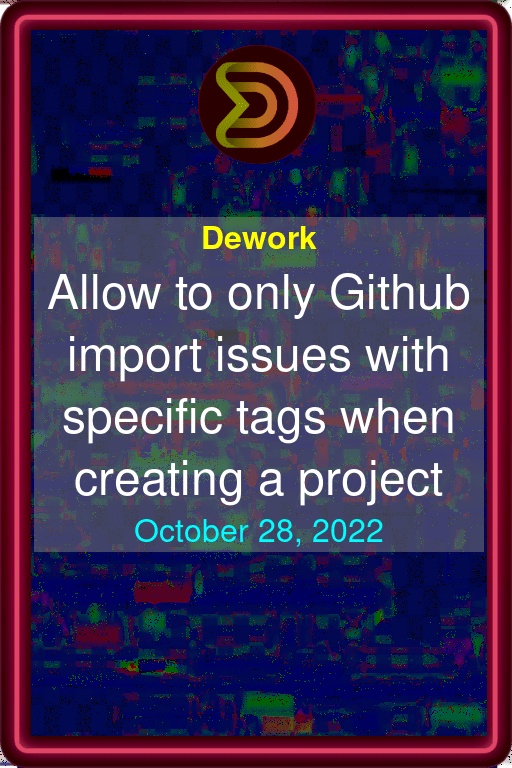 Dework
Allow to only Github
import issues with
specific tags when
creating a project
October 28, 2022